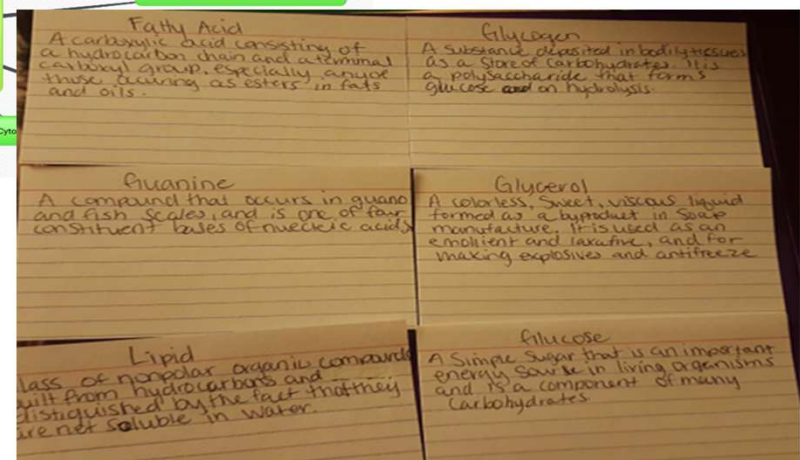 Cyto
Fatty Acid
A carboxylic acid consisting of
a hydrocarbon chain and a terminal
carboxyl group, especially anyof
those occuring as esters in fats
and oils.
Glycogen
A substance deposited in bodily tissues
as a store of carbohydrates. It is
a polysaccharide that forms
glucose on hydrolysis.
Guanine
A compound that occurs in guano
and fish scales, and is one of four
constituent bases of nucleic acids
Glycerol
A colorless, sweet, viscous liquid
formed as a byproduct in soap
manufacture. It is used as an
emollient and laxative, and for
making explosives and antifreeze
Lipid
lass of nonpolar organic compounds
uilt from hydrocarbons and
distiguished by the fact that they
are not soluble in water.
Glucose
A simple sugar that is an important
energy source in living organisms
and is a component of many
Carbohydrates